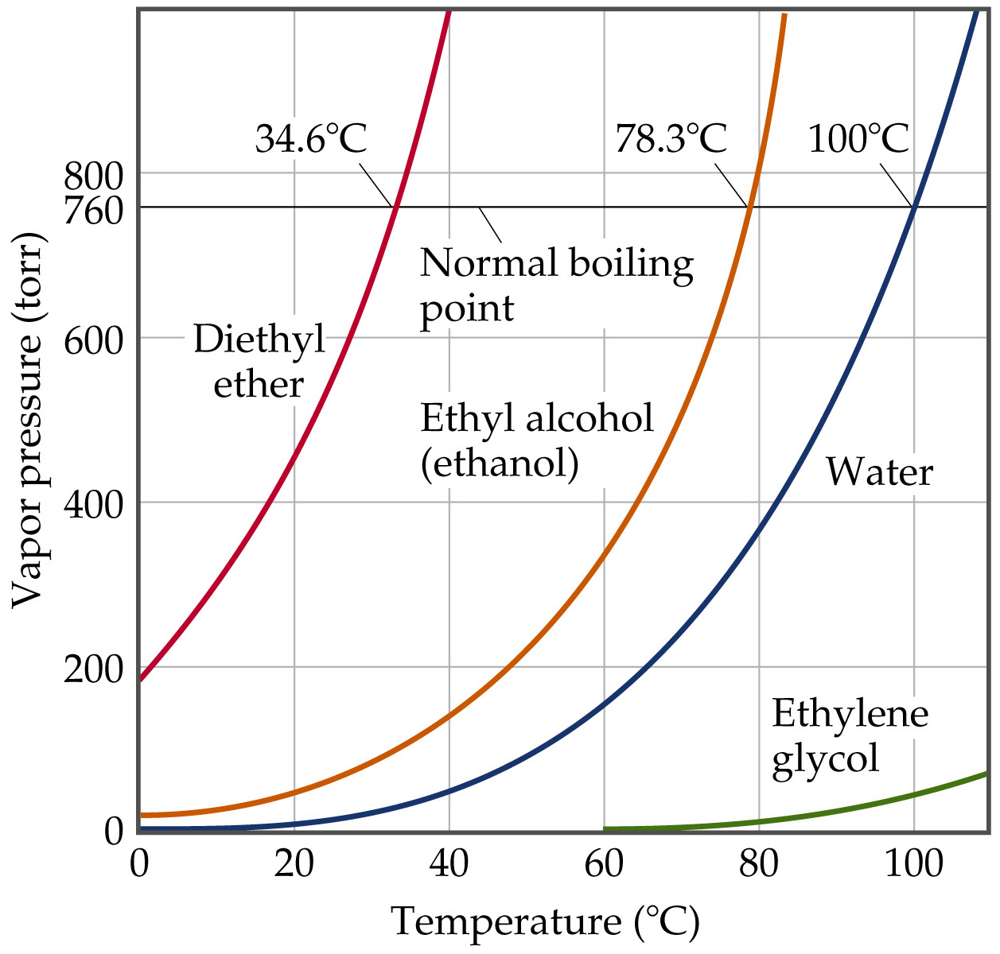 34.6°C
78.3°C
100°C
800
760
Normal boiling
point
Diethyl
ether
600
Ethyl alcohol
(ethanol)
Water
400
200
Ethylene
glycol
0
Vapor pressure (torr)
0 20 40 60 80 100
Temperature (°C)